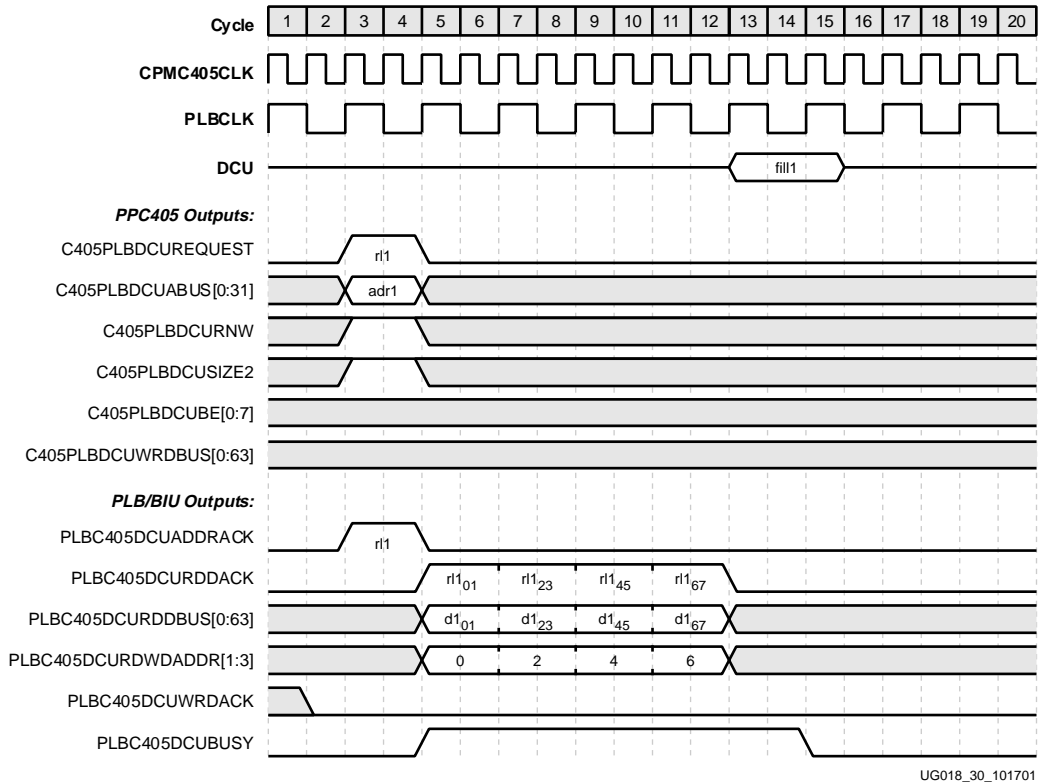 Cycle 1 2 3 4 5 6 7 8 9 10 11 12 13 14 15 16 17 18 19 20
CPMC405CLK
PLBCLK
DCU fill1
PPC405 Outputs:
C405PLBDCUREQUEST rl1
C405PLBDCUABUS[0:31] adr1
C405PLBDCURNW
C405PLBDCUSIZE2
C405PLBDCUBE[0:7]
C405PLBDCUWRDBUS[0:63]
PLB/BIU Outputs:
PLBC405DCUADDRACK rl1
PLBC405DCURDDACK rl1₀₁ rl1₂₃ rl1₄₅ rl1₆₇
PLBC405DCURDDBUS[0:63] d1₀₁ d1₂₃ d1₄₅ d1₆₇
PLBC405DCURDWDADDR[1:3] 0 2 4 6
PLBC405DCUWRDACK
PLBC405DCUBUSY
UG018_30_101701